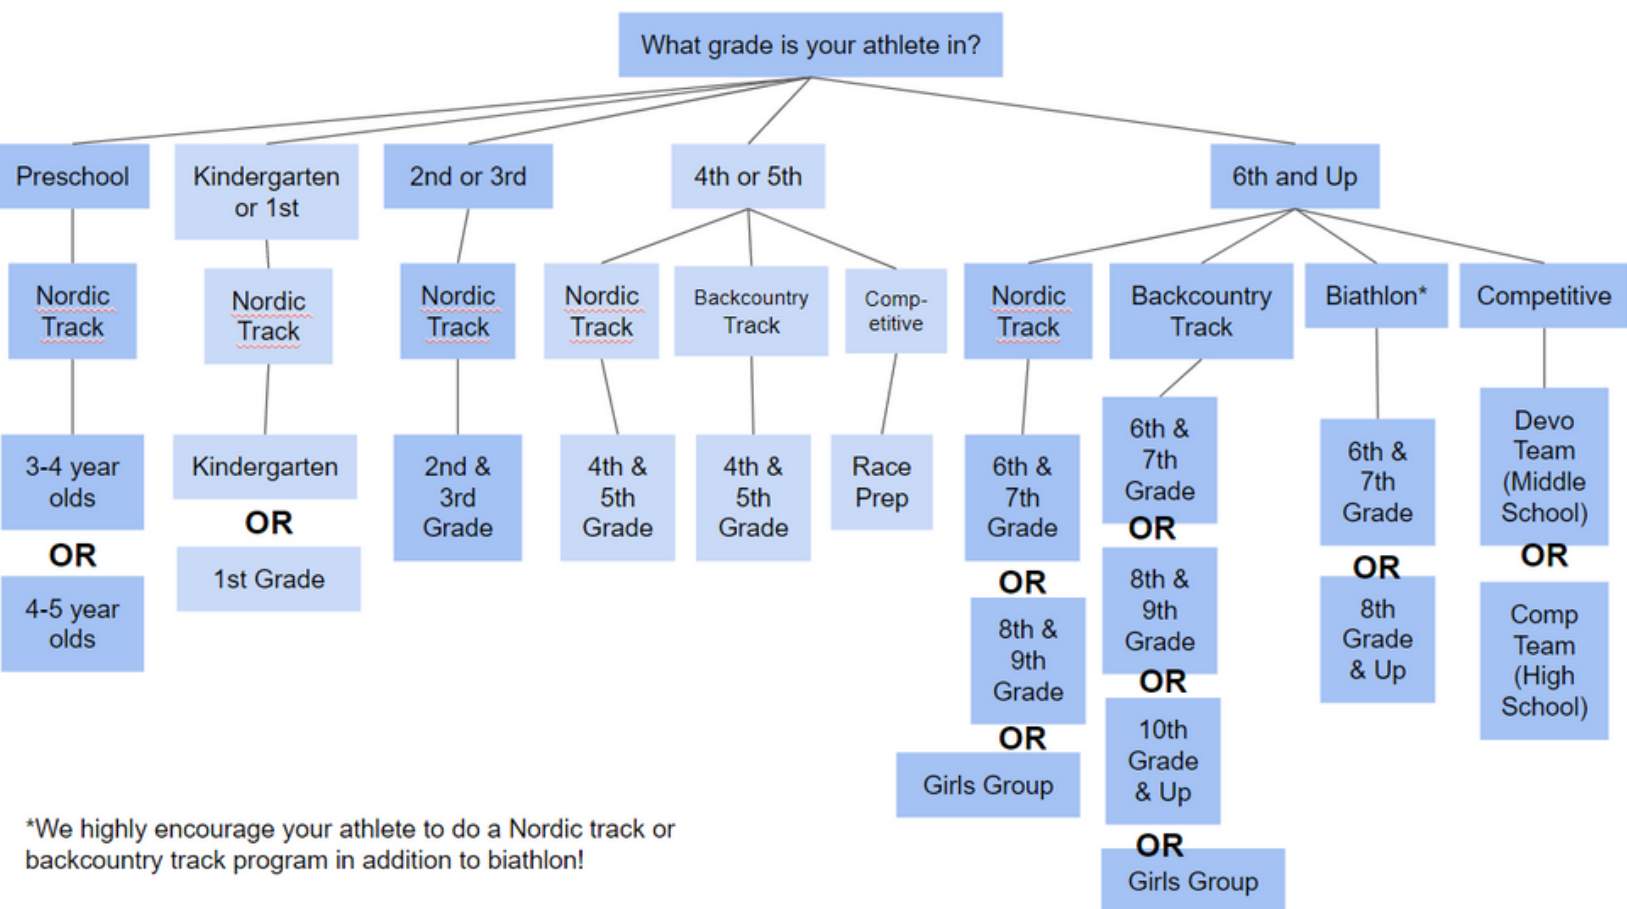 What grade is your athlete in?
Preschool
Kindergarten
or 1st
2nd or 3rd
4th or 5th
6th and Up
Nordic
Track
Nordic
Track
Nordic
Track
Nordic
Track
Backcountry
Track
Comp-
etitive
Nordic
Track
Backcountry
Track
Biathlon*
Competitive
3-4 year
olds
OR
4-5 year
olds
Kindergarten
OR
1st Grade
2nd &
3rd
Grade
4th &
5th
Grade
4th &
5th
Grade
Race
Prep
6th &
7th
Grade
OR
8th &
9th
Grade
OR
Girls Group
6th &
7th
Grade
OR
8th &
9th
Grade
OR
10th
Grade
& Up
OR
Girls Group
6th &
7th
Grade
OR
8th
Grade
& Up
Devo
Team
(Middle
School)
OR
Comp
Team
(High
School)
*We highly encourage your athlete to do a Nordic track or
backcountry track program in addition to biathlon!